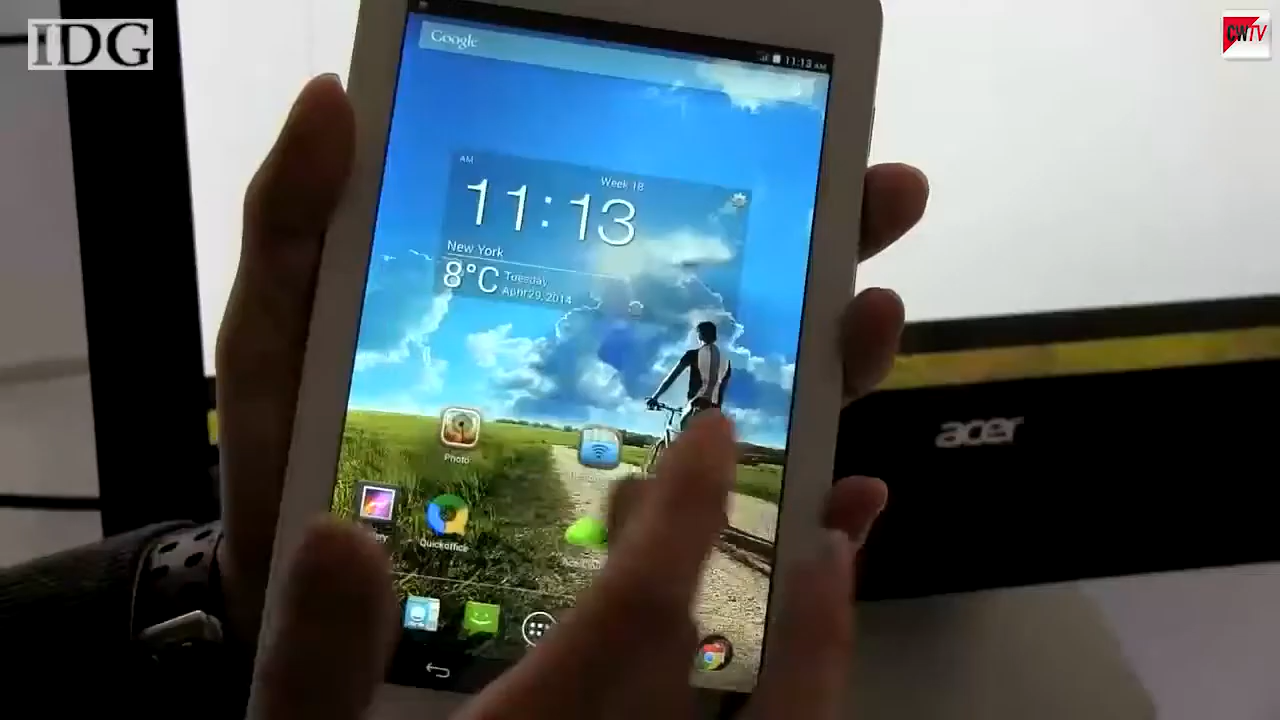 IDG
CWTV
Google
11:13 AM
AM
Week 18
11:13
New York
8°C
Tuesday
April 29, 2014
acer
Photo
Quickoffice